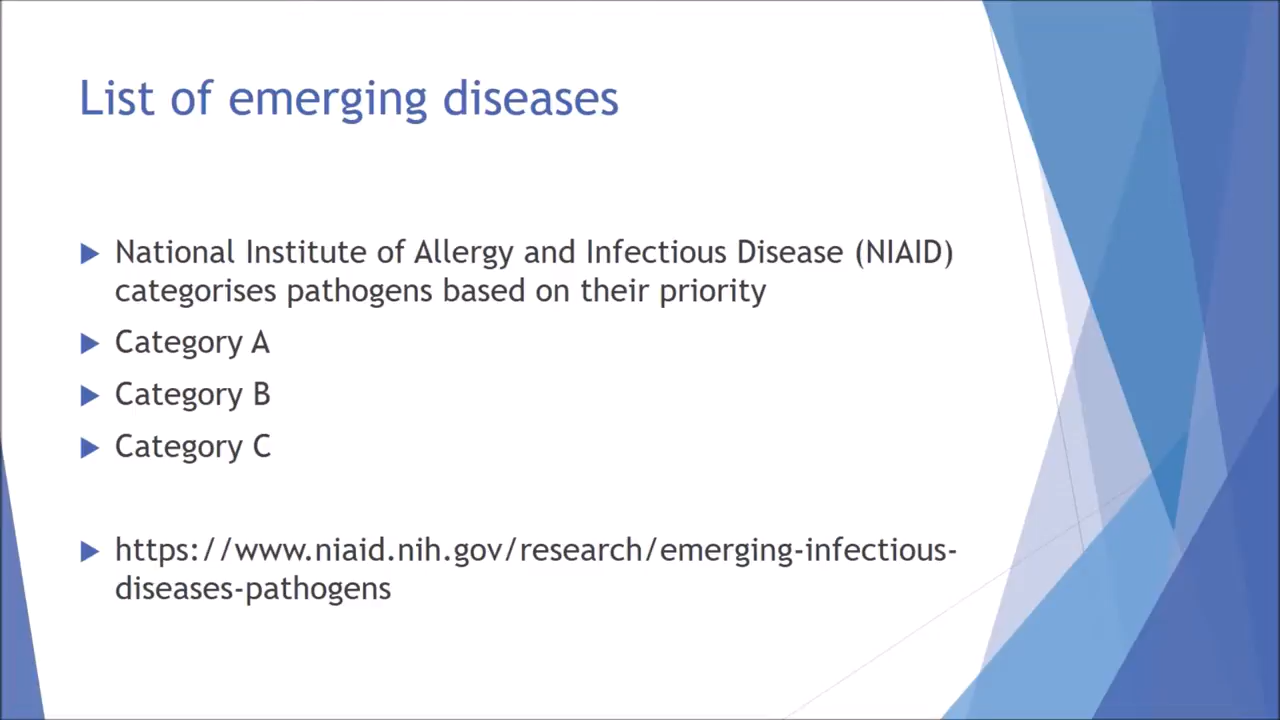 List of emerging diseases
National Institute of Allergy and Infectious Disease (NIAID)
categorises pathogens based on their priority
Category A
Category B
Category C
https://www.niaid.nih.gov/research/emerging-infectious-
diseases-pathogens